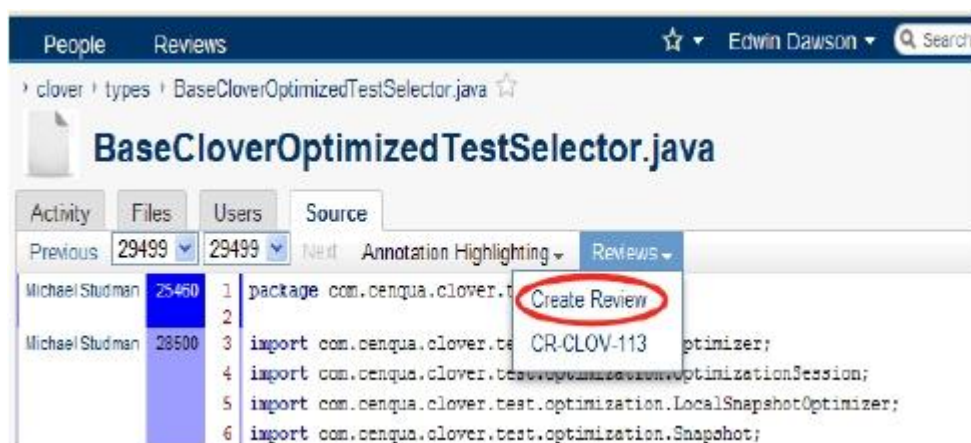 People Reviews Edwin Dawson Search
clover types BaseCloverOptimizedTestSelector.java
BaseCloverOptimizedTestSelector.java
Activity Files Users Source
Previous 29499 29499 Next Annotation Highlighting Reviews
Create Review
CR-CLOV-113
Michael Studman 25460 1 package com.cenqua.clover.t
2
Michael Studman 28500 3 import com.cenqua.clover.te ptimizer;
4 import com.cenqua.clover.test.optimization.OptimizationSession;
5 import com.cenqua.clover.test.optimization.LocalSnapshotOptimizer;
6 import com.cenqua.clover.test.optimization.Snapshot;